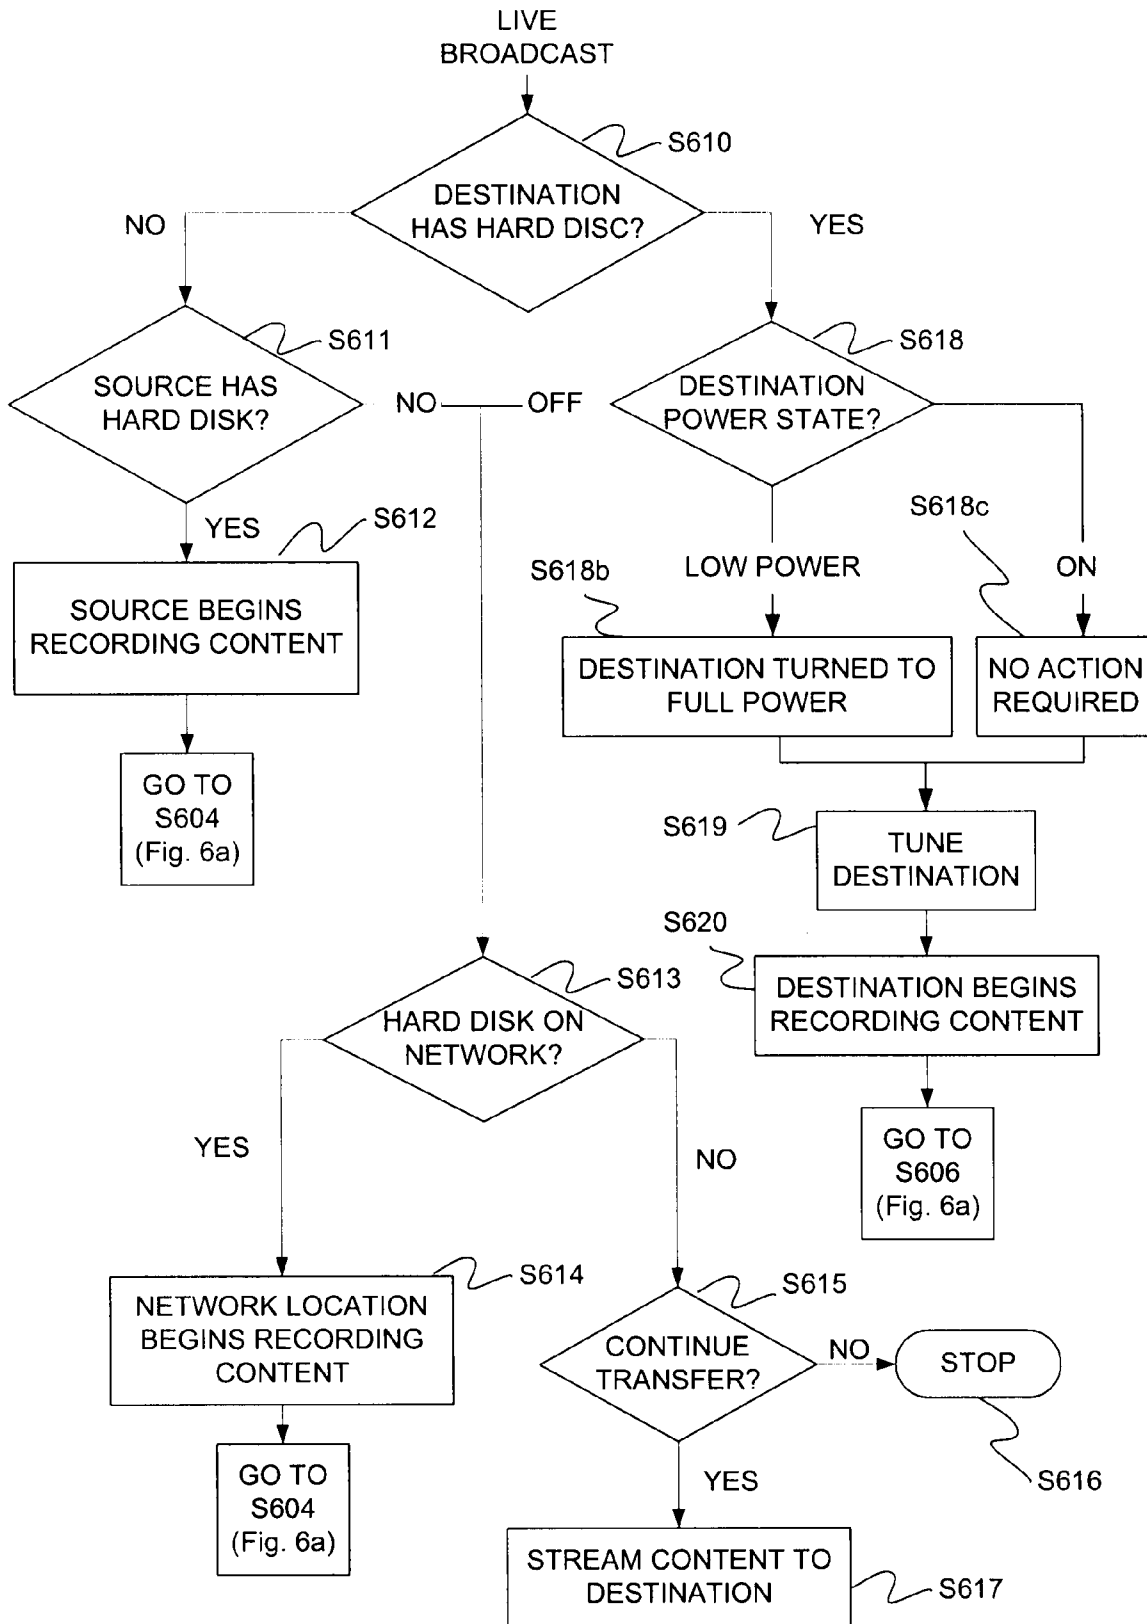 LIVE
BROADCAST
S610
DESTINATION
HAS HARD DISC?
NO
YES
S611
SOURCE HAS
HARD DISK?
NO
OFF
S618
DESTINATION
POWER STATE?
YES
S612
SOURCE BEGINS
RECORDING CONTENT
GO TO
S604
(Fig. 6a)
S618b
LOW POWER
S618c
ON
DESTINATION TURNED TO
FULL POWER
NO ACTION
REQUIRED
S619
TUNE
DESTINATION
S620
DESTINATION BEGINS
RECORDING CONTENT
GO TO
S606
(Fig. 6a)
S613
HARD DISK ON
NETWORK?
YES
NO
S614
NETWORK LOCATION
BEGINS RECORDING
CONTENT
GO TO
S604
(Fig. 6a)
S615
CONTINUE
TRANSFER?
NO
STOP
S616
YES
STREAM CONTENT TO
DESTINATION
S617